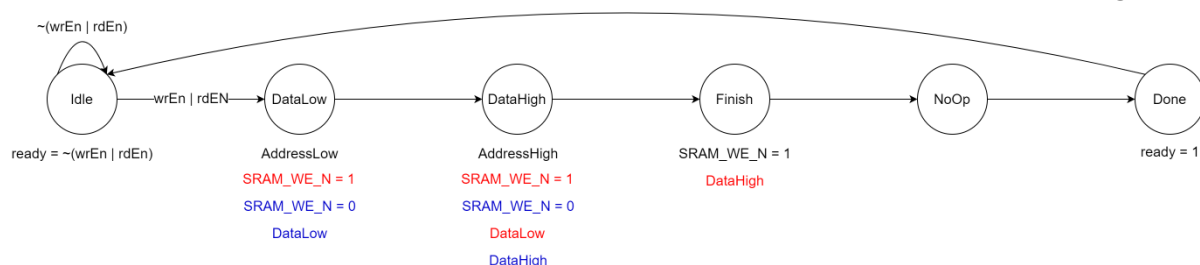 ~(wrEn | rdEn)
Idle
wrEn | rdEN
DataLow
DataHigh
Finish
NoOp
Done
ready = ~(wrEn | rdEn)
AddressLow
SRAM_WE_N = 1
SRAM_WE_N = 0
DataLow
AddressHigh
SRAM_WE_N = 1
SRAM_WE_N = 0
DataLow
DataHigh
SRAM_WE_N = 1
DataHigh
ready = 1